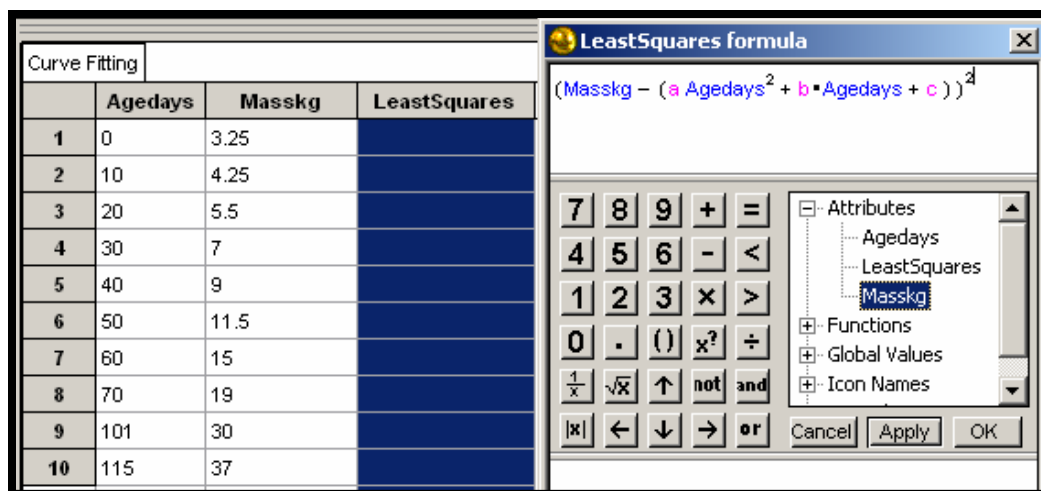 Curve Fitting
Agedays Masskg LeastSquares
1 0 3.25
2 10 4.25
3 20 5.5
4 30 7
5 40 9
6 50 11.5
7 60 15
8 70 19
9 101 30
10 115 37
LeastSquares formula
(Masskg − (a Agedays² + b▪Agedays + c ))²
7 8 9 + =
4 5 6 - <
1 2 3 × >
0 . () x? ÷
1/x √x ↑ not and
|x| ← ↓ → or
Attributes
Agedays
LeastSquares
Masskg
Functions
Global Values
Icon Names
Cancel Apply OK